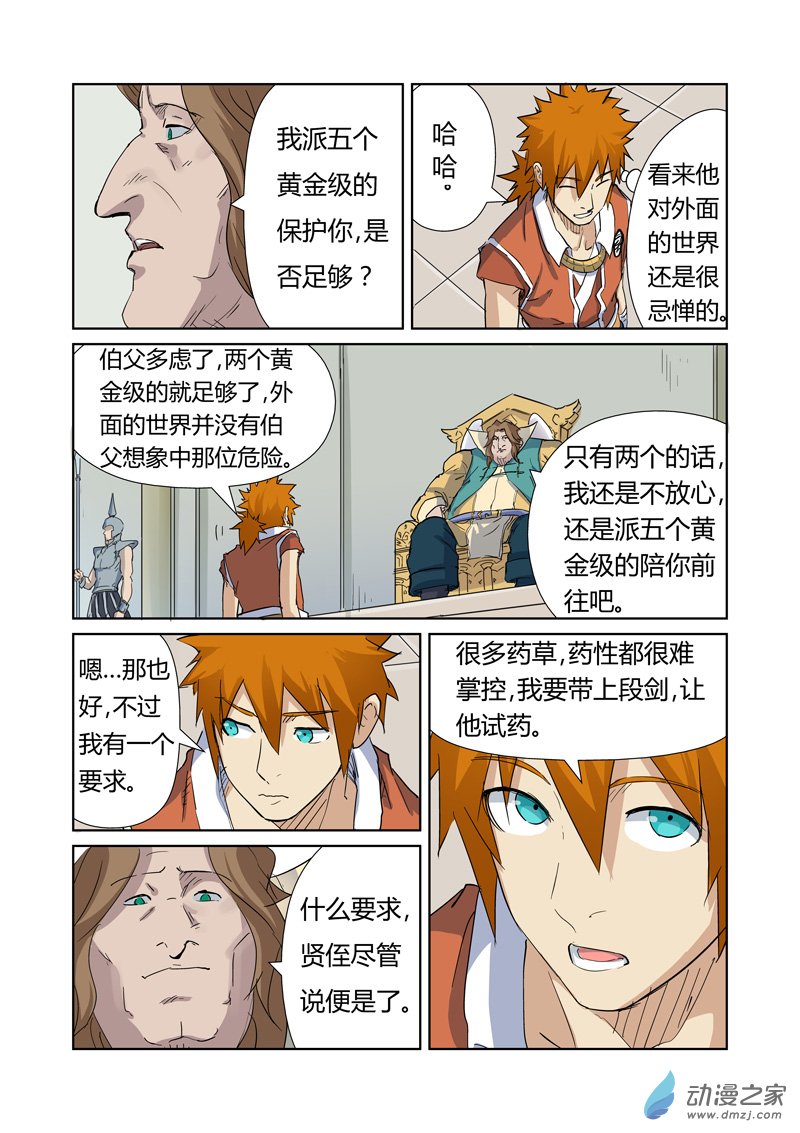 我派五个
黄金级的
保护你,是
否足够？
哈
哈。
看来他
对外面
的世界
还是很
忌惮的。
伯父多虑了,两个黄
金级的就足够了,外
面的世界并没有伯
父想象中那位危险。
只有两个的话,
我还是不放心,
还是派五个黄
金级的陪你前
往吧。
嗯...那也
好,不过
我有一个
要求。
什么要求,
贤侄尽管
说便是了。
很多药草,药性都很难
掌控,我要带上段剑,让
他试药。
动漫之家
www.dmzj.com